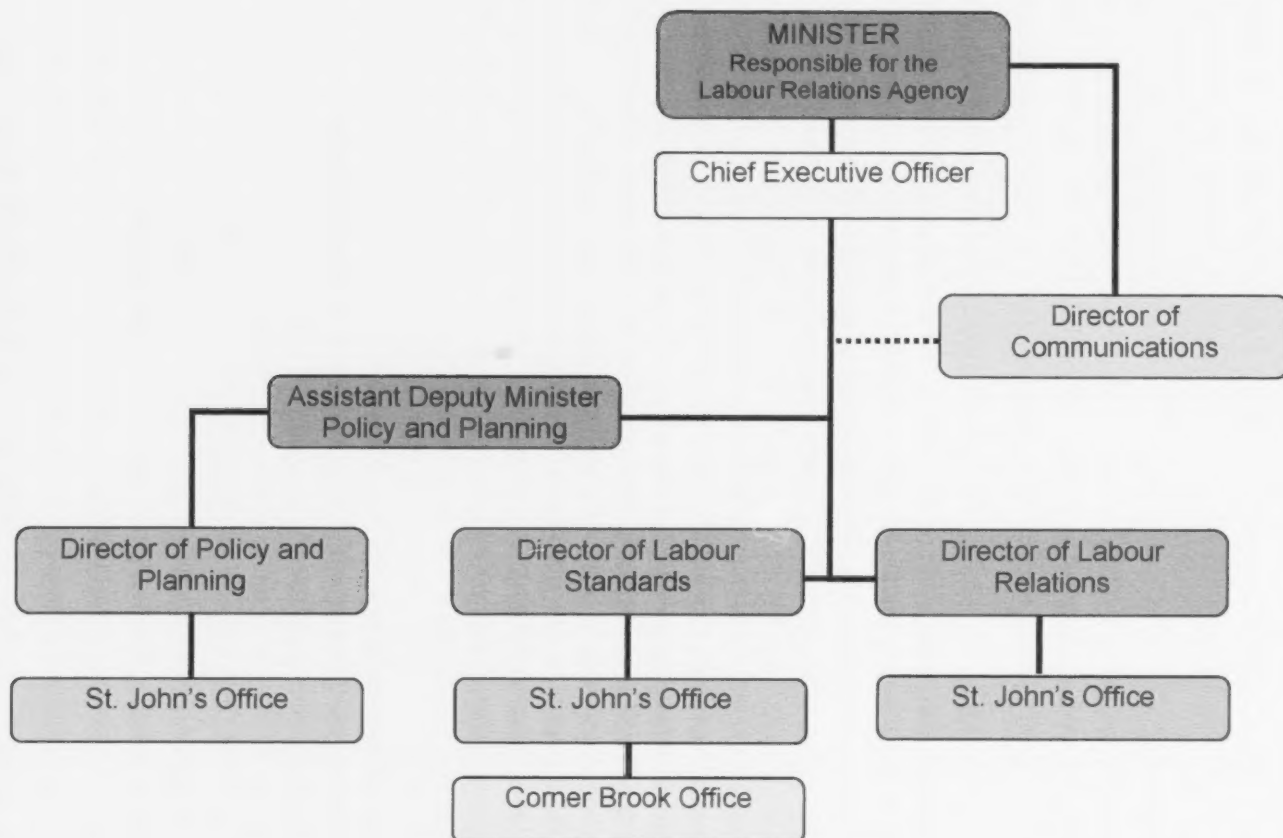 MINISTER
Responsible for the
Labour Relations Agency
Chief Executive Officer
Director of
Communications
Assistant Deputy Minister
Policy and Planning
Director of Policy and
Planning
Director of Labour
Standards
Director of Labour
Relations
St. John's Office
St. John's Office
St. John's Office
Corner Brook Office